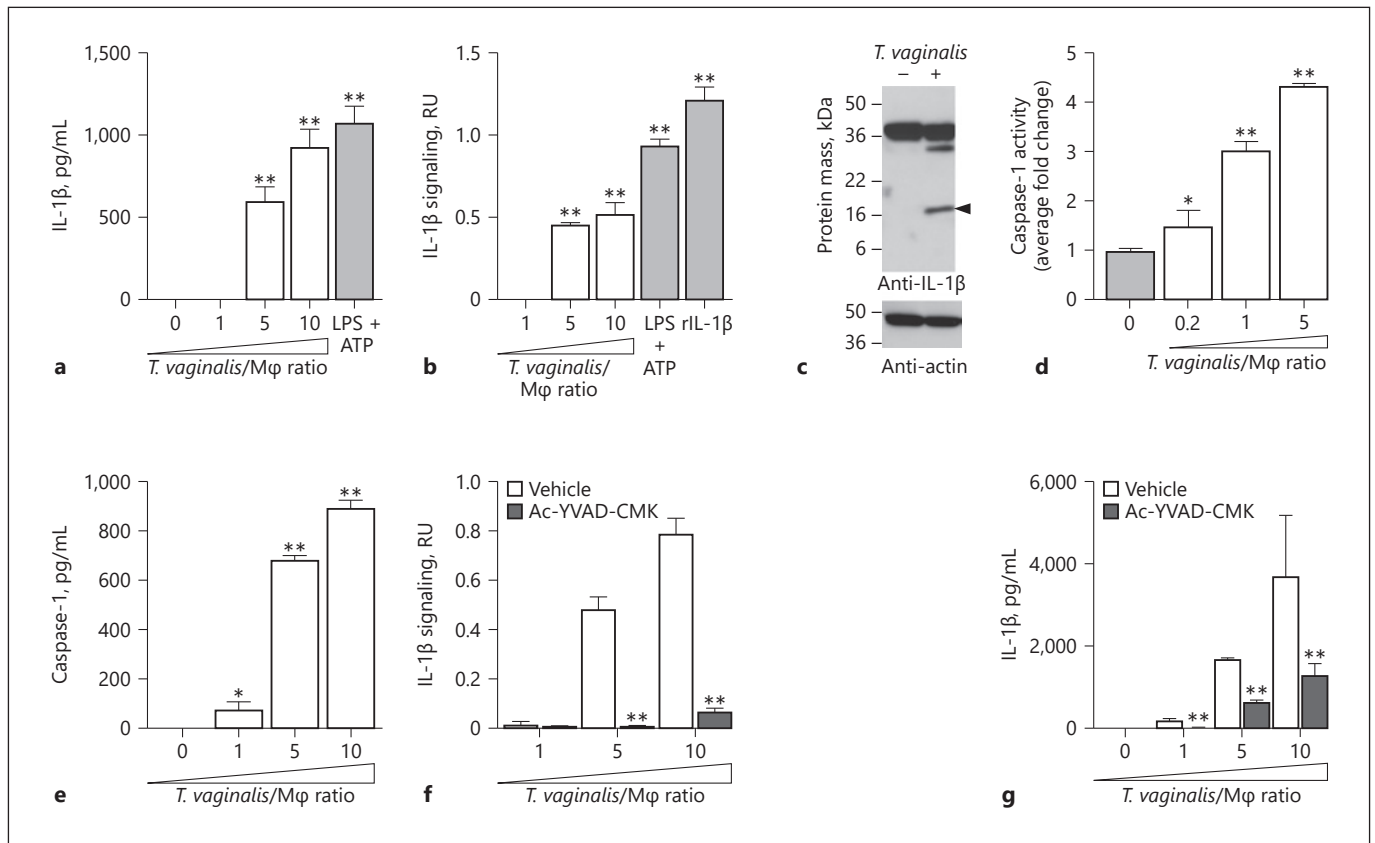 1,500
1,000
500
0
IL-1β, pg/mL
**
**
**
0 1 5 10 LPS +
ATP
T. vaginalis/Mφ ratio
a
1.5
1.0
0.5
0
IL-1β signaling, RU
**
**
**
**
1 5 10 LPS rIL-1β
+
ATP
T. vaginalis/
Mφ ratio
b
T. vaginalis
– +
Protein mass, kDa
50
36
22
16
6
Anti-IL-1β
50
36
Anti-actin
c
5
4
3
2
1
0
Caspase-1 activity
(average fold change)
*
**
**
0 0.2 1 5
T. vaginalis/Mφ ratio
d
1,000
800
600
400
200
0
Caspase-1, pg/mL
*
**
**
0 1 5 10
T. vaginalis/Mφ ratio
e
1.0
0.8
0.6
0.4
0.2
0
IL-1β signaling, RU
Vehicle
Ac-YVAD-CMK
**
**
1 5 10
T. vaginalis/Mφ ratio
f
6,000
4,000
2,000
0
IL-1β, pg/mL
Vehicle
Ac-YVAD-CMK
**
**
**
0 1 5 10
T. vaginalis/Mφ ratio
g